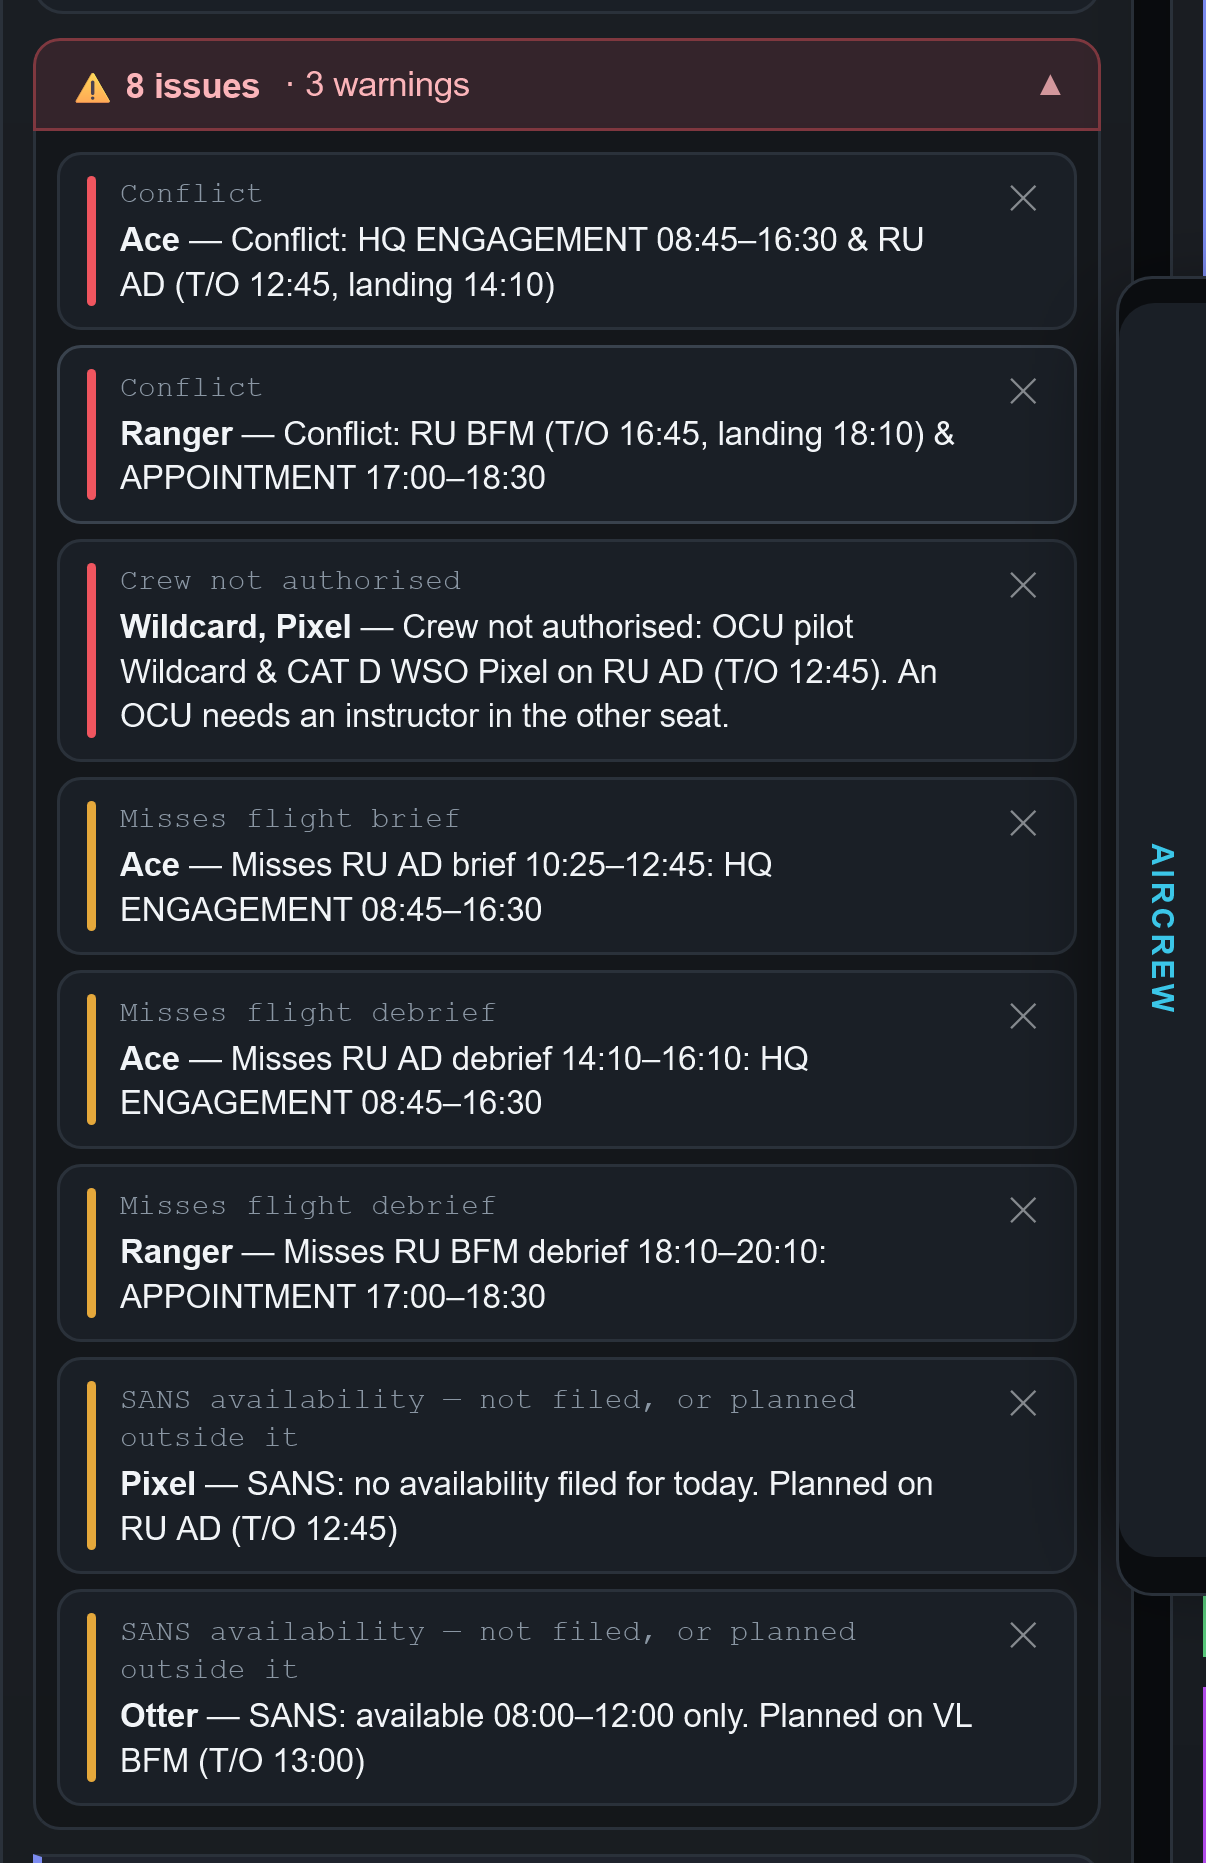 ⚠️ 8 issues · 3 warnings ▲
Conflict
Ace — Conflict: HQ ENGAGEMENT 08:45–16:30 & RU
AD (T/O 12:45, landing 14:10)
Conflict
Ranger — Conflict: RU BFM (T/O 16:45, landing 18:10) &
APPOINTMENT 17:00–18:30
Crew not authorised
Wildcard, Pixel — Crew not authorised: OCU pilot
Wildcard & CAT D WSO Pixel on RU AD (T/O 12:45). An
OCU needs an instructor in the other seat.
Misses flight brief
Ace — Misses RU AD brief 10:25–12:45: HQ
ENGAGEMENT 08:45–16:30
Misses flight debrief
Ace — Misses RU AD debrief 14:10–16:10: HQ
ENGAGEMENT 08:45–16:30
Misses flight debrief
Ranger — Misses RU BFM debrief 18:10–20:10:
APPOINTMENT 17:00–18:30
SANS availability — not filed, or planned
outside it
Pixel — SANS: no availability filed for today. Planned on
RU AD (T/O 12:45)
SANS availability — not filed, or planned
outside it
Otter — SANS: available 08:00–12:00 only. Planned on VL
BFM (T/O 13:00)
AIRCREW